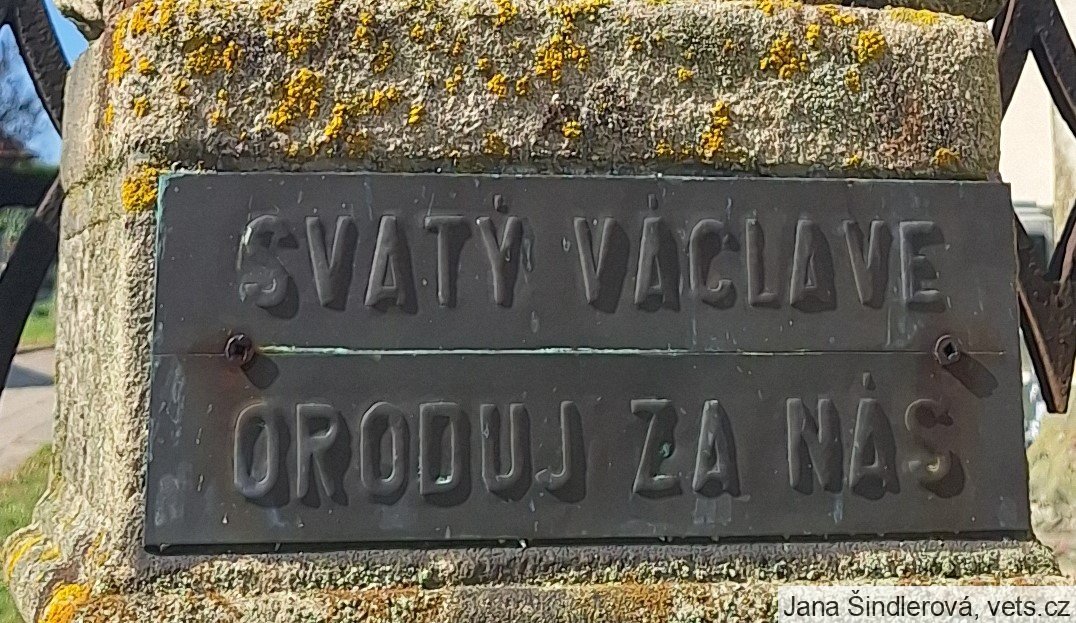 SVATÝ VÁCLAVE
ORODUJ ZA NÁS
Jana Šindlerová, vets.cz